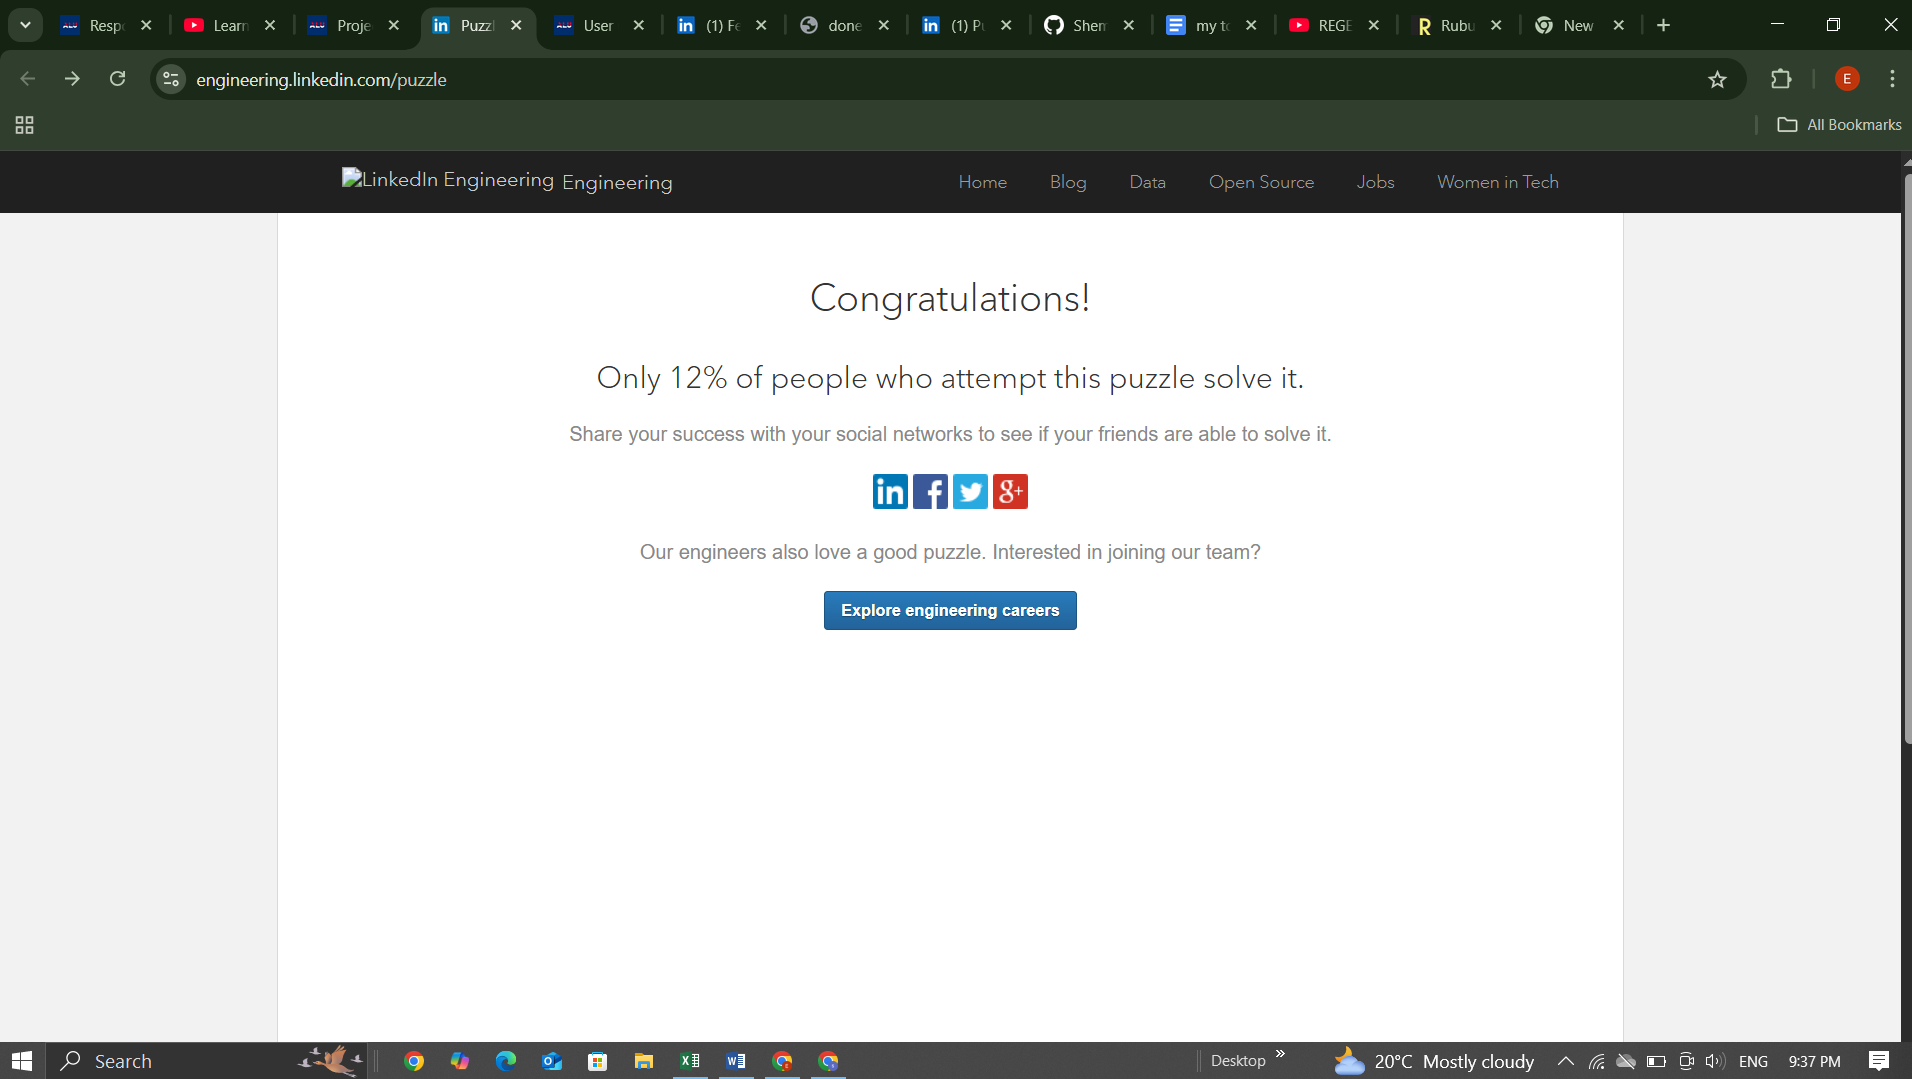 Resp
Learn
Proje
Puzzl
User
(1) Fe
done
(1) Pu
Shem
my to
REGE
Rubu
New
engineering.linkedin.com/puzzle
E
All Bookmarks
LinkedIn Engineering Engineering
Home Blog Data Open Source Jobs Women in Tech
Congratulations!
Only 12% of people who attempt this puzzle solve it.
Share your success with your social networks to see if your friends are able to solve it.
in f g+
Our engineers also love a good puzzle. Interested in joining our team?
Explore engineering careers
Search
Desktop
20°C Mostly cloudy
ENG
9:37 PM